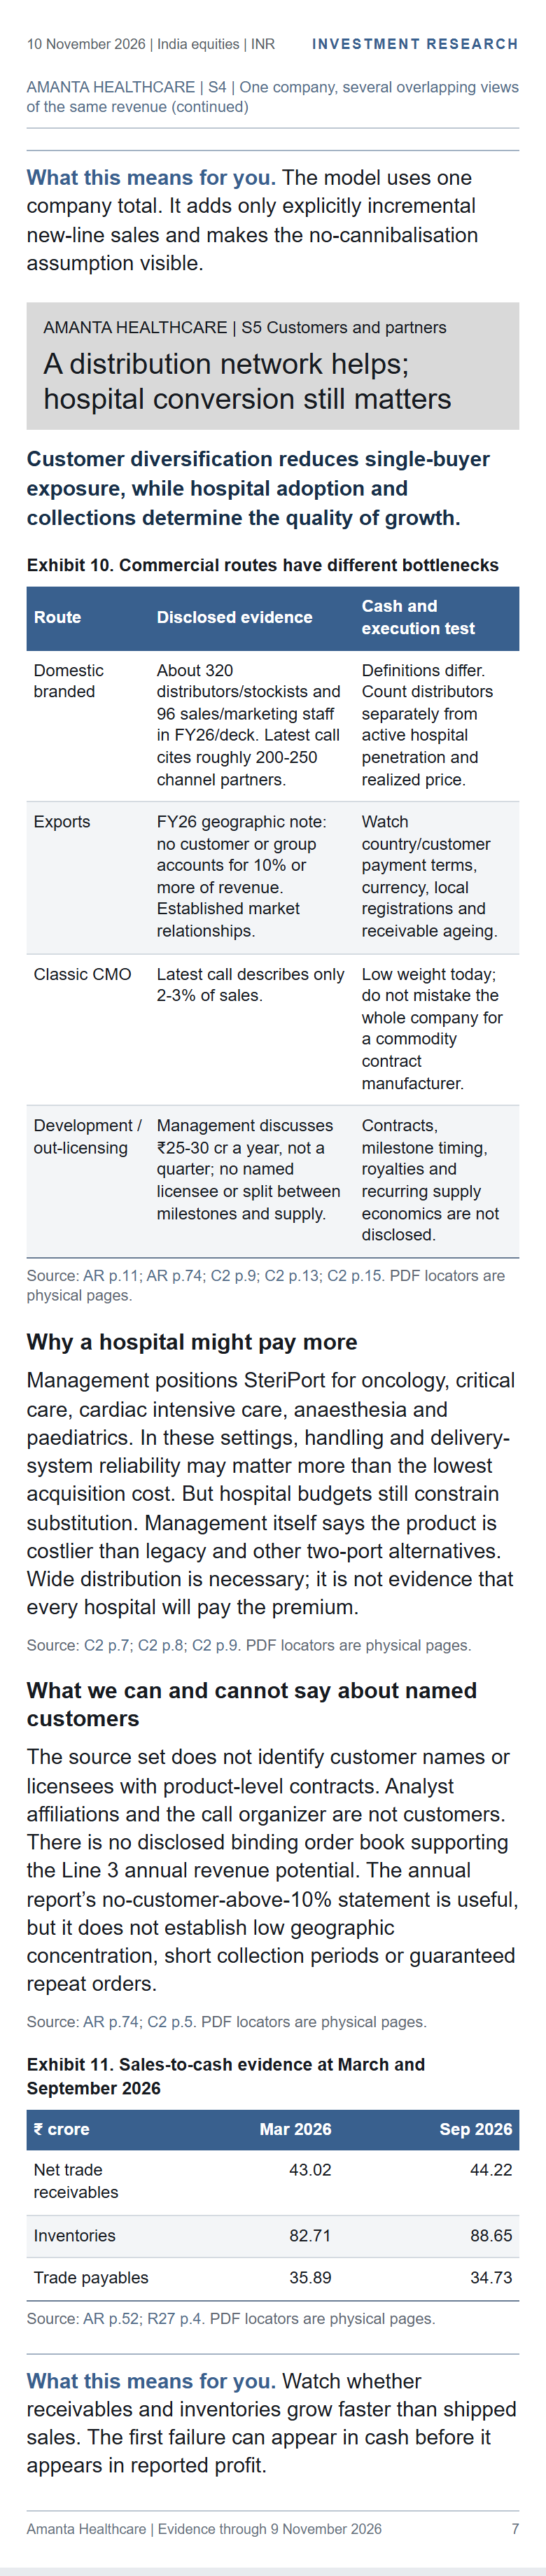 10 November 2026 | India equities | INR
INVESTMENT RESEARCH
AMANTA HEALTHCARE | S4 | One company, several overlapping views
of the same revenue (continued)
What this means for you. The model uses one
company total. It adds only explicitly incremental
new-line sales and makes the no-cannibalisation
assumption visible.
AMANTA HEALTHCARE | S5 Customers and partners
A distribution network helps;
hospital conversion still matters
Customer diversification reduces single-buyer
exposure, while hospital adoption and
collections determine the quality of growth.
Exhibit 10. Commercial routes have different bottlenecks
Route
Disclosed evidence
Cash and
execution test
Domestic
branded
About 320
distributors/stockists and
96 sales/marketing staff
in FY26/deck. Latest call
cites roughly 200-250
channel partners.
Definitions differ.
Count distributors
separately from
active hospital
penetration and
realized price.
Exports
FY26 geographic note:
no customer or group
accounts for 10% or
more of revenue.
Established market
relationships.
Watch
country/customer
payment terms,
currency, local
registrations and
receivable ageing.
Classic CMO
Latest call describes only
2-3% of sales.
Low weight today;
do not mistake the
whole company for
a commodity
contract
manufacturer.
Development /
out-licensing
Management discusses
₹25-30 cr a year, not a
quarter; no named
licensee or split between
milestones and supply.
Contracts,
milestone timing,
royalties and
recurring supply
economics are not
disclosed.
Source: AR p.11; AR p.74; C2 p.9; C2 p.13; C2 p.15. PDF locators are
physical pages.
Why a hospital might pay more
Management positions SteriPort for oncology, critical
care, cardiac intensive care, anaesthesia and
paediatrics. In these settings, handling and delivery-
system reliability may matter more than the lowest
acquisition cost. But hospital budgets still constrain
substitution. Management itself says the product is
costlier than legacy and other two-port alternatives.
Wide distribution is necessary; it is not evidence that
every hospital will pay the premium.
Source: C2 p.7; C2 p.8; C2 p.9. PDF locators are physical pages.
What we can and cannot say about named
customers
The source set does not identify customer names or
licensees with product-level contracts. Analyst
affiliations and the call organizer are not customers.
There is no disclosed binding order book supporting
the Line 3 annual revenue potential. The annual
report's no-customer-above-10% statement is useful,
but it does not establish low geographic
concentration, short collection periods or guaranteed
repeat orders.
Source: AR p.74; C2 p.5. PDF locators are physical pages.
Exhibit 11. Sales-to-cash evidence at March and
September 2026
₹ crore
Mar 2026
Sep 2026
Net trade
receivables
43.02
44.22
Inventories
82.71
88.65
Trade payables
35.89
34.73
Source: AR p.52; R27 p.4. PDF locators are physical pages.
What this means for you. Watch whether
receivables and inventories grow faster than shipped
sales. The first failure can appear in cash before it
appears in reported profit.
Amanta Healthcare | Evidence through 9 November 2026
7